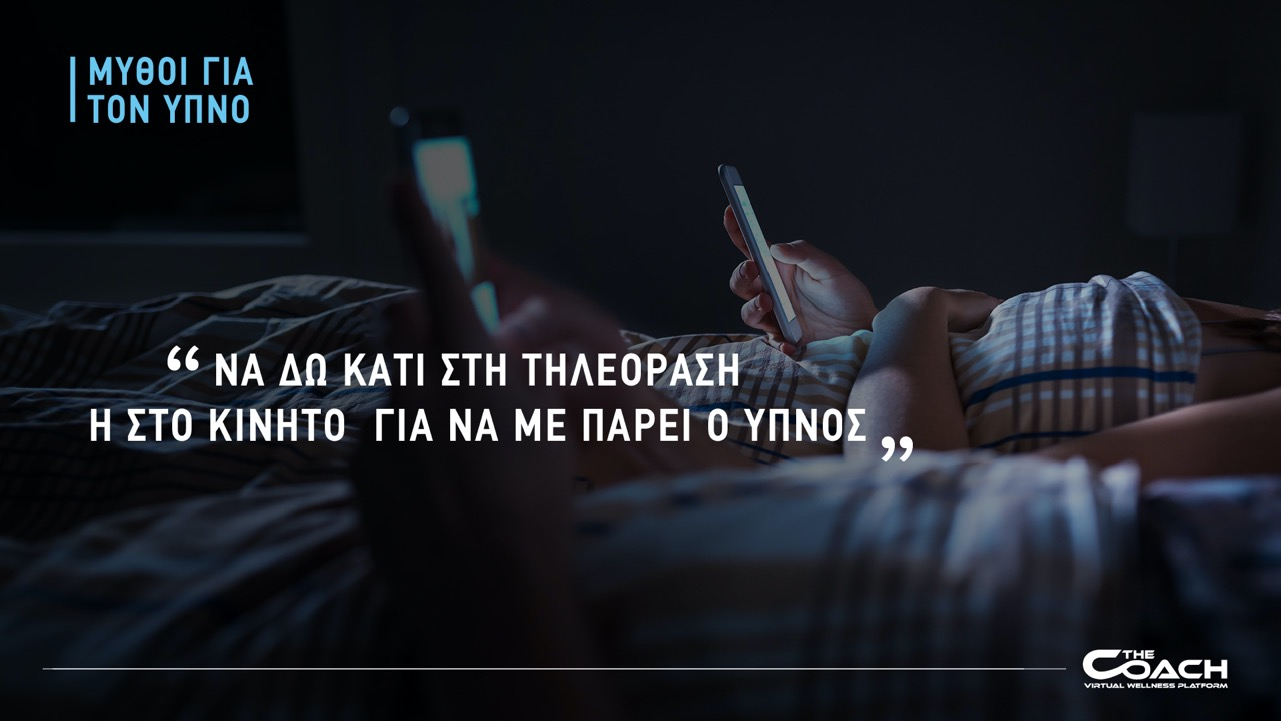 ΜΥΘΟΙ ΓΙΑ
ΤΟΝ ΥΠΝΟ
“ ΝΑ ΔΩ ΚΑΤΙ ΣΤΗ ΤΗΛΕΟΡΑΣΗ
Η ΣΤΟ ΚΙΝΗΤΟ  ΓΙΑ ΝΑ ΜΕ ΠΑΡΕΙ Ο ΥΠΝΟΣ ”
THE
COACH
VIRTUAL WELLNESS PLATFORM